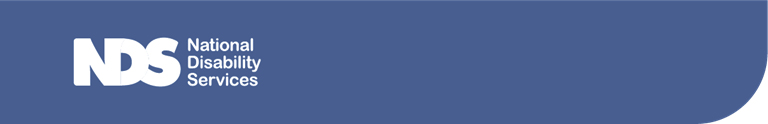 NDS
National
Disability
Services